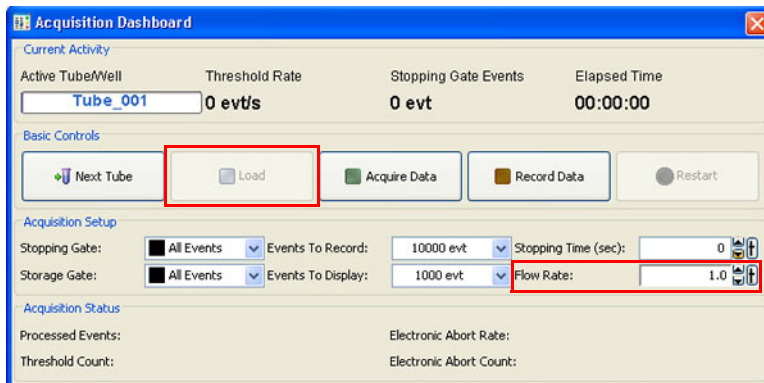 Acquisition Dashboard
Current Activity
Active Tube/Well Threshold Rate Stopping Gate Events Elapsed Time
Tube_001 0 evt/s 0 evt 00:00:00
Basic Controls
Next Tube Load Acquire Data Record Data Restart
Acquisition Setup
Stopping Gate: All Events Events To Record: 10000 evt Stopping Time (sec): 0
Storage Gate: All Events Events To Display: 1000 evt Flow Rate: 1.0
Acquisition Status
Processed Events: Electronic Abort Rate:
Threshold Count: Electronic Abort Count: